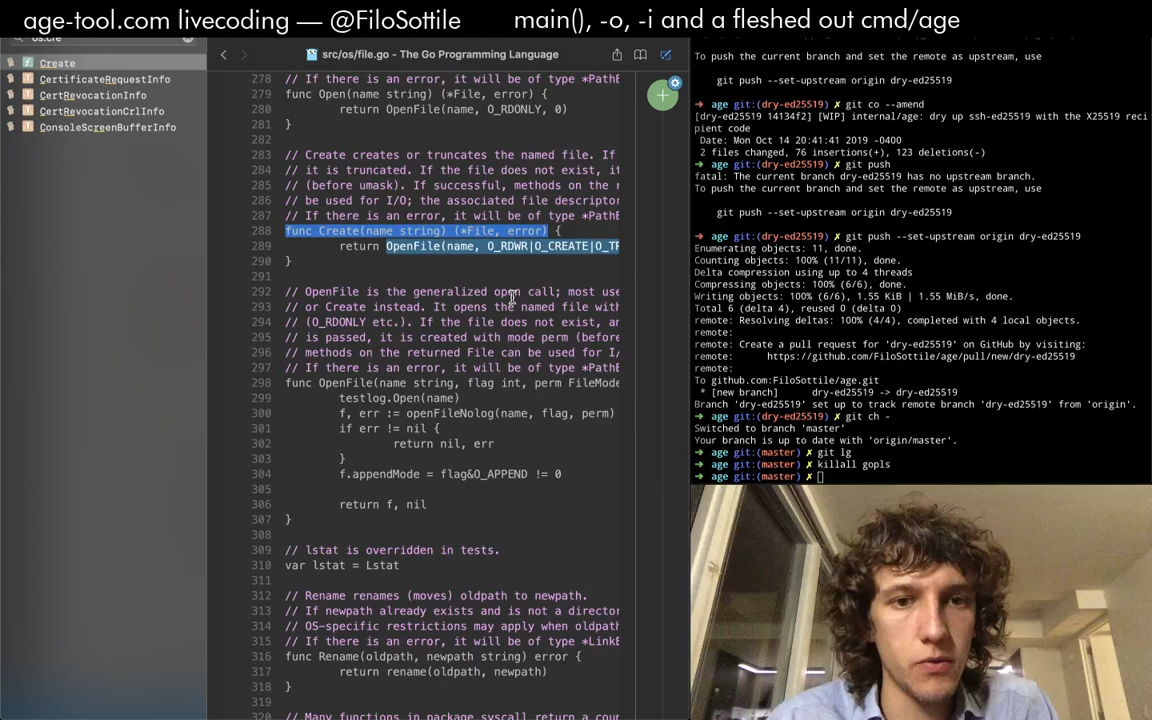 age-tool.com livecoding — @FiloSottile main(), -o, -i and a fleshed out cmd/age
os.cre
Create
CertificateRequestInfo
CertRevocationInfo
CertRevocationCrlInfo
ConsoleScreenBufferInfo
src/os/file.go - The Go Programming Language
278 // If there is an error, it will be of type *PathE
279 func Open(name string) (*File, error) {
280 return OpenFile(name, O_RDONLY, 0)
281 }
282
283 // Create creates or truncates the named file. If
284 // it is truncated. If the file does not exist, it
285 // (before umask). If successful, methods on the r
286 // be used for I/O; the associated file descriptor
287 // If there is an error, it will be of type *PathE
288 func Create(name string) (*File, error) {
289 return OpenFile(name, O_RDWR|O_CREATE|O_TR
290 }
291
292 // OpenFile is the generalized open call; most use
293 // or Create instead. It opens the named file with
294 // (O_RDONLY etc.). If the file does not exist, an
295 // is passed, it is created with mode perm (before
296 // methods on the returned File can be used for I/
297 // If there is an error, it will be of type *PathE
298 func OpenFile(name string, flag int, perm FileMode
299 testlog.Open(name)
300 f, err := openFileNolog(name, flag, perm)
301 if err != nil {
302 return nil, err
303 }
304 f.appendMode = flag&O_APPEND != 0
305
306 return f, nil
307 }
308
309 // lstat is overridden in tests.
310 var lstat = Lstat
311
312 // Rename renames (moves) oldpath to newpath.
313 // If newpath already exists and is not a director
314 // OS-specific restrictions may apply when oldpath
315 // If there is an error, it will be of type *LinkE
316 func Rename(oldpath, newpath string) error {
317 return rename(oldpath, newpath)
318 }
319
320 // Many functions in package syscall return a coun
To push the current branch and set the remote as upstream, use
git push --set-upstream origin dry-ed25519
➜ age git:(dry-ed25519) ✗ git co --amend
[dry-ed25519 14134f2] [WIP] internal/age: dry up ssh-ed25519 with the X25519 reci
pient code
Date: Mon Oct 14 20:41:41 2019 -0400
2 files changed, 76 insertions(+), 123 deletions(-)
➜ age git:(dry-ed25519) ✗ git push
fatal: The current branch dry-ed25519 has no upstream branch.
To push the current branch and set the remote as upstream, use
git push --set-upstream origin dry-ed25519
➜ age git:(dry-ed25519) ✗ git push --set-upstream origin dry-ed25519
Enumerating objects: 11, done.
Counting objects: 100% (11/11), done.
Delta compression using up to 4 threads
Compressing objects: 100% (6/6), done.
Writing objects: 100% (6/6), 1.55 KiB | 1.55 MiB/s, done.
Total 6 (delta 4), reused 0 (delta 0)
remote: Resolving deltas: 100% (4/4), completed with 4 local objects.
remote:
remote: Create a pull request for 'dry-ed25519' on GitHub by visiting:
remote: https://github.com/FiloSottile/age/pull/new/dry-ed25519
remote:
To github.com:FiloSottile/age.git
* [new branch] dry-ed25519 -> dry-ed25519
Branch 'dry-ed25519' set up to track remote branch 'dry-ed25519' from 'origin'.
➜ age git:(dry-ed25519) ✗ git ch -
Switched to branch 'master'
Your branch is up to date with 'origin/master'.
➜ age git:(master) ✗ git lg
➜ age git:(master) ✗ killall gopls
➜ age git:(master) ✗